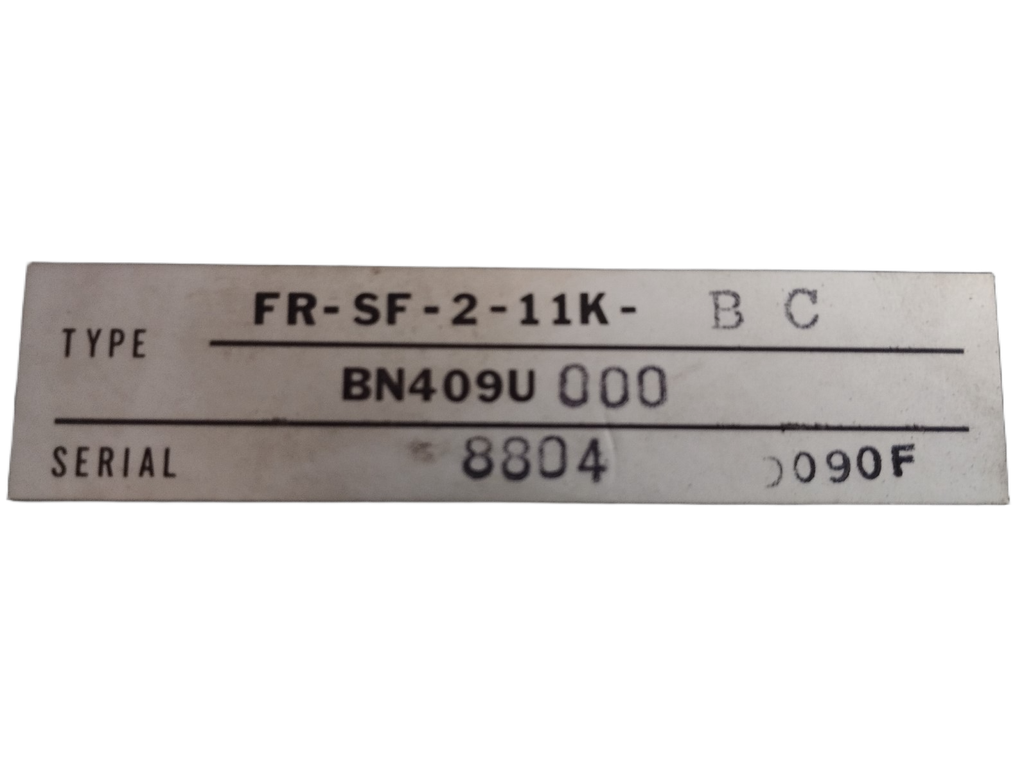 TYPE FR-SF-2-11K- B C
BN409U 000
SERIAL 8804 090F